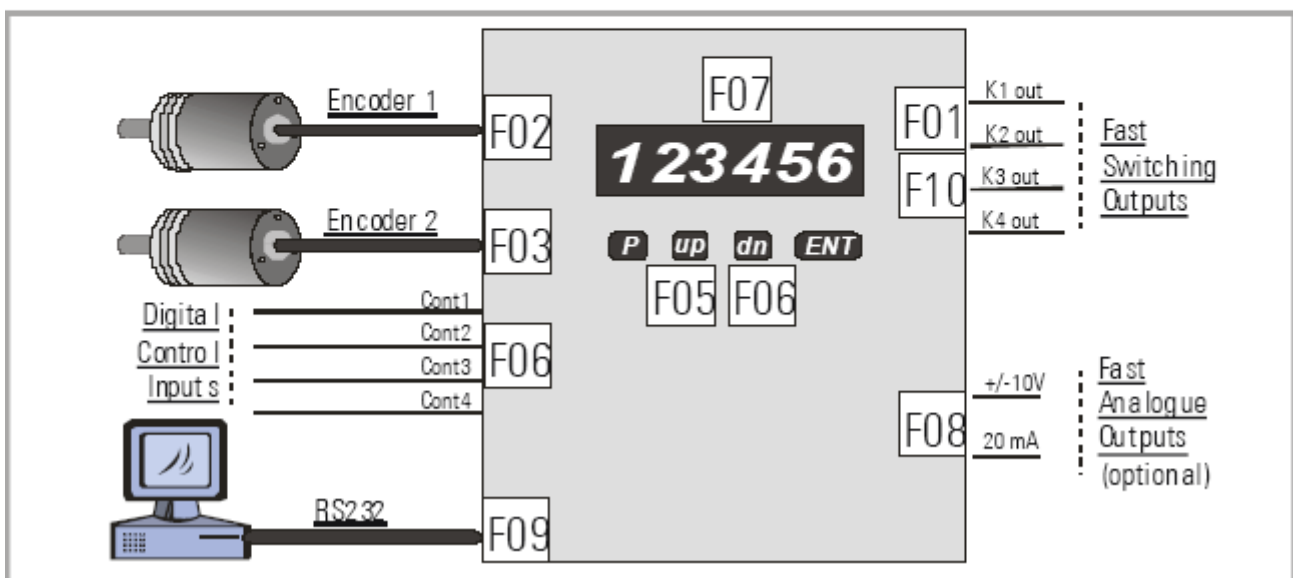 Encoder 1
F02
Encoder 2
F03
Digital
Control
Inputs
Cont1
Cont2
Cont3
Cont4
F06
RS232
F09
F07
123456
P up dn ENT
F05 F06
F01
F10
K1 out
K2 out
K3 out
K4 out
Fast
Switching
Outputs
F08
+/-10V
20 mA
Fast
Analogue
Outputs
(optional)